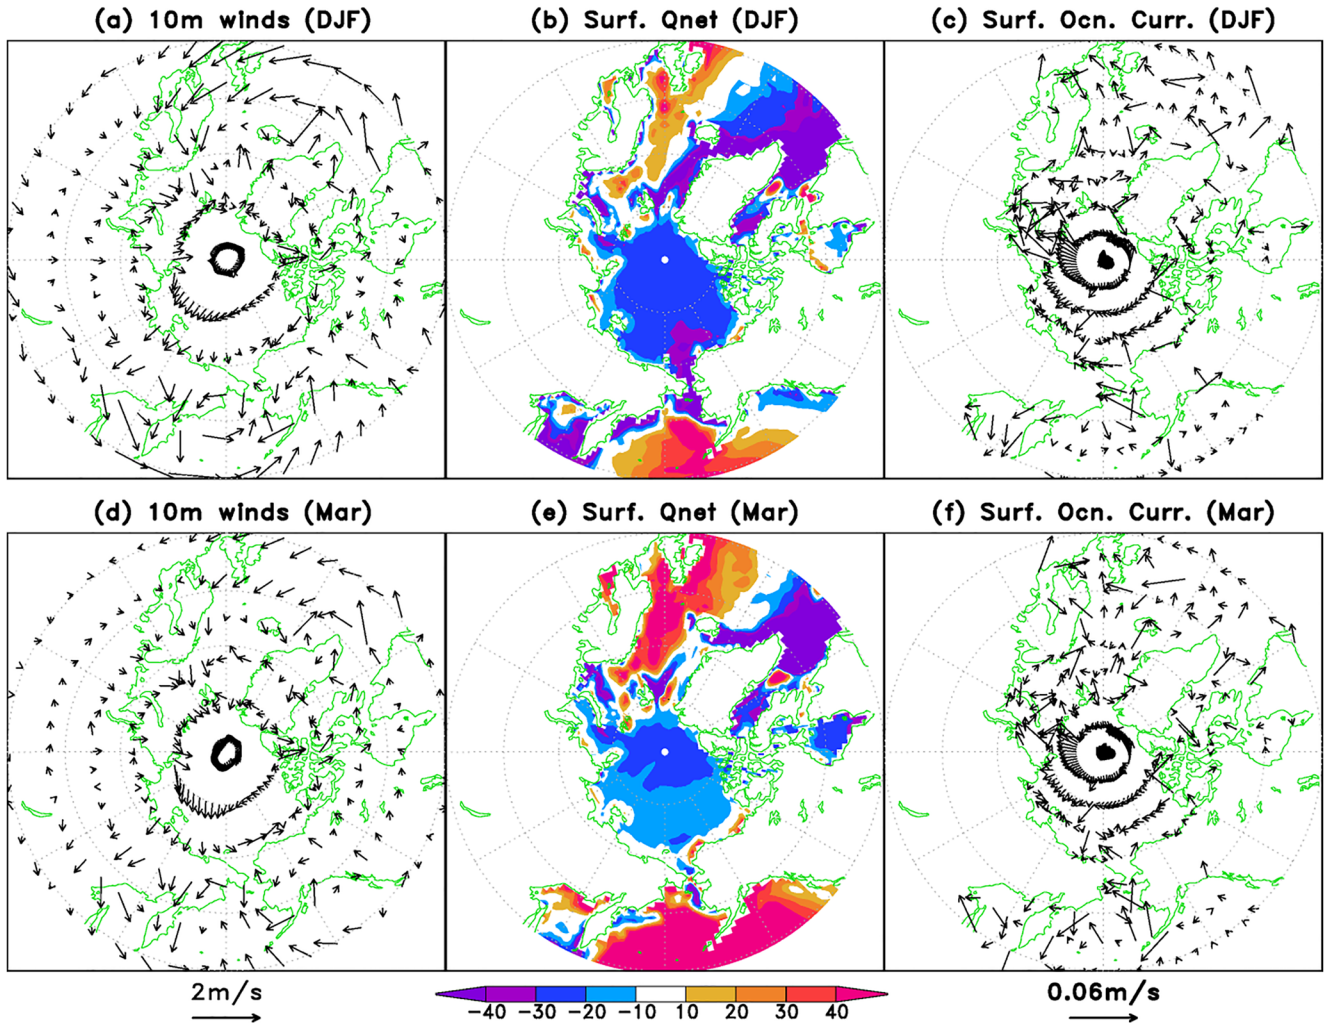 (a) 10m winds (DJF)
(b) Surf. Qnet (DJF)
(c) Surf. Ocn. Curr. (DJF)
(d) 10m winds (Mar)
(e) Surf. Qnet (Mar)
(f) Surf. Ocn. Curr. (Mar)
2m/s
-40 -30 -20 -10 10 20 30 40
0.06m/s